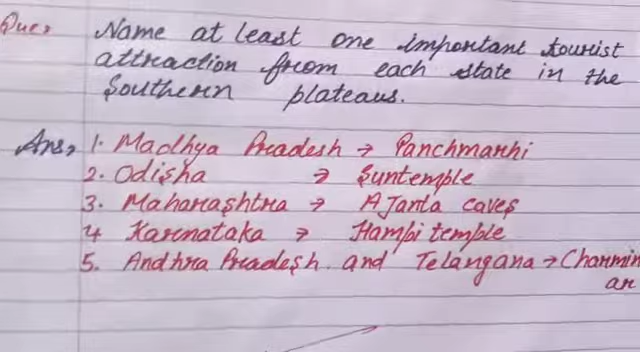 Ques Name at least one important tourist
attraction from each state in the
Southern plateaus.
Ans, 1. Madhya Pradesh → Panchmarhi
2. Odisha → Suntemple
3. Maharashtra → AJanta caves
4 Karnataka → Hampi temple
5. Andhra Pradesh. and Telangana → Charmin
ar